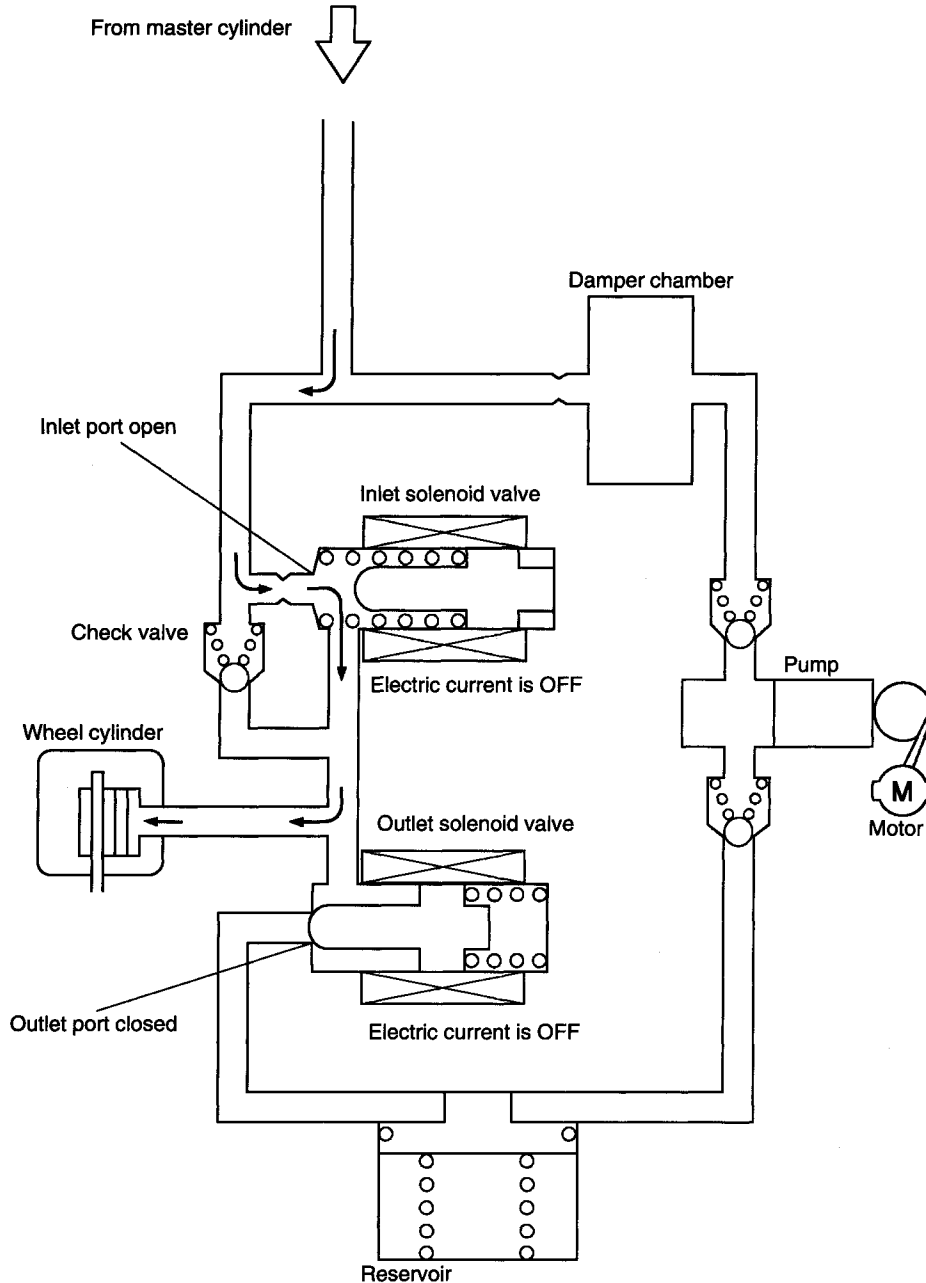 From master cylinder
Damper chamber
Inlet port open
Inlet solenoid valve
Check valve
Electric current is OFF
Pump
Wheel cylinder
M
Motor
Outlet solenoid valve
Outlet port closed
Electric current is OFF
Reservoir